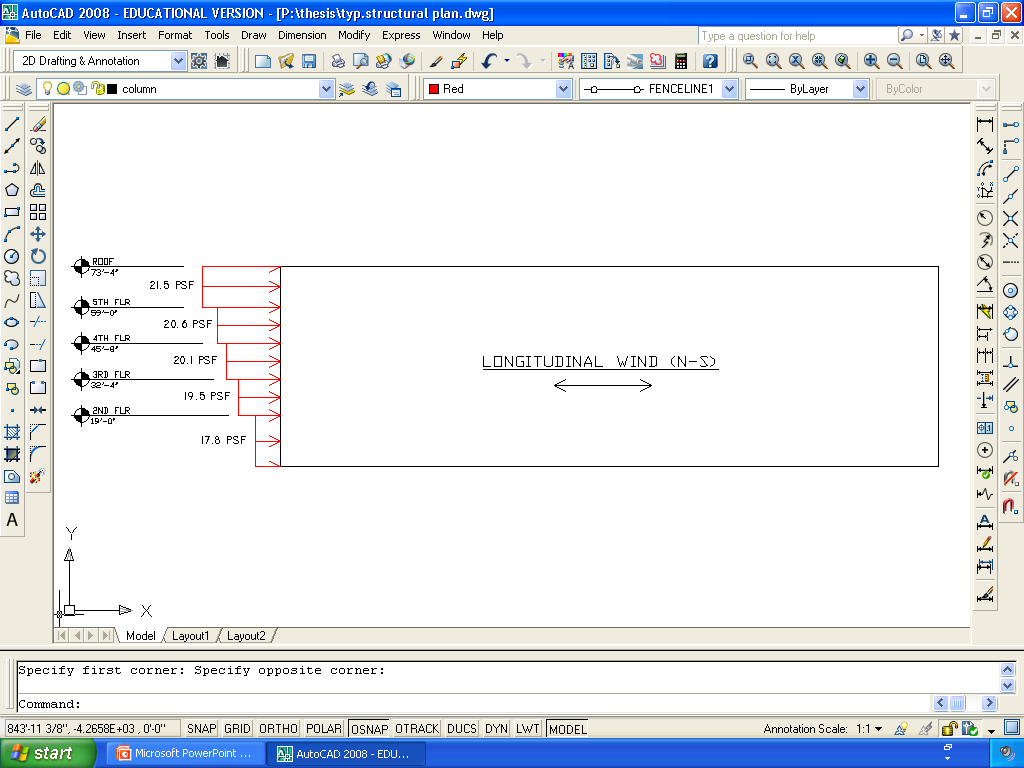 AutoCAD 2008 - EDUCATIONAL VERSION - [P:\thesis\typ.structural plan.dwg]
File Edit View Insert Format Tools Draw Dimension Modify Express Window Help
Type a question for help
2D Drafting & Annotation
column
Red
FENCELINE1
ByLayer
ByColor
ROOF
73'-4"
21.5 PSF
5TH FLR
59'-0"
20.6 PSF
4TH FLR
45'-8"
20.1 PSF
LONGITUDINAL WIND (N-S)
3RD FLR
32'-4"
19.5 PSF
2ND FLR
19'-0"
17.8 PSF
A
Y
X
Model Layout1 Layout2
Specify first corner: Specify opposite corner:
Command:
843'-11 3/8", -4.2658E+03 , 0'-0"
SNAP GRID ORTHO POLAR OSNAP OTRACK DUCS DYN LWT MODEL
Annotation Scale: 1:1
start
Microsoft PowerPoint ...
AutoCAD 2008 - EDU...